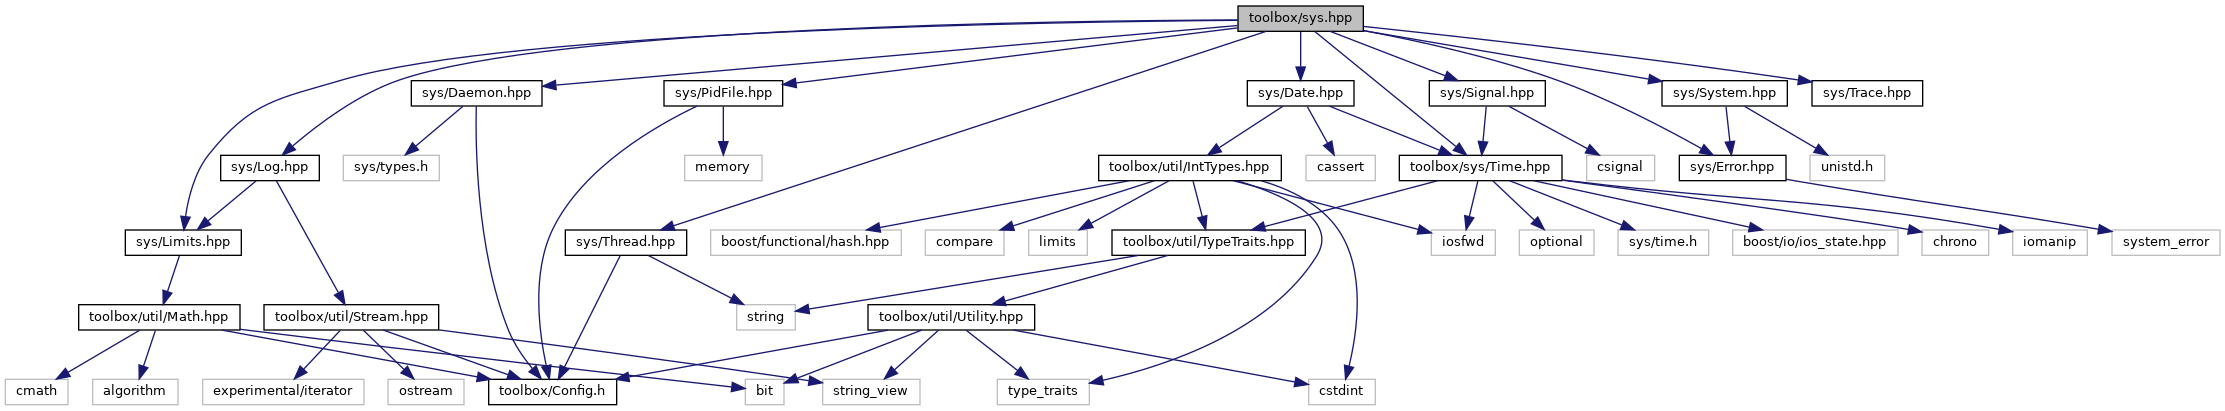 toolbox/sys.hpp
sys/Daemon.hpp
sys/PidFile.hpp
sys/Date.hpp
sys/Signal.hpp
sys/System.hpp
sys/Trace.hpp
sys/Log.hpp
sys/types.h
memory
toolbox/util/IntTypes.hpp
cassert
toolbox/sys/Time.hpp
csignal
sys/Error.hpp
unistd.h
sys/Limits.hpp
sys/Thread.hpp
boost/functional/hash.hpp
compare
limits
toolbox/util/TypeTraits.hpp
iosfwd
optional
sys/time.h
boost/io/ios_state.hpp
chrono
iomanip
system_error
toolbox/util/Math.hpp
toolbox/util/Stream.hpp
string
toolbox/util/Utility.hpp
cmath
algorithm
experimental/iterator
ostream
toolbox/Config.h
bit
string_view
type_traits
cstdint